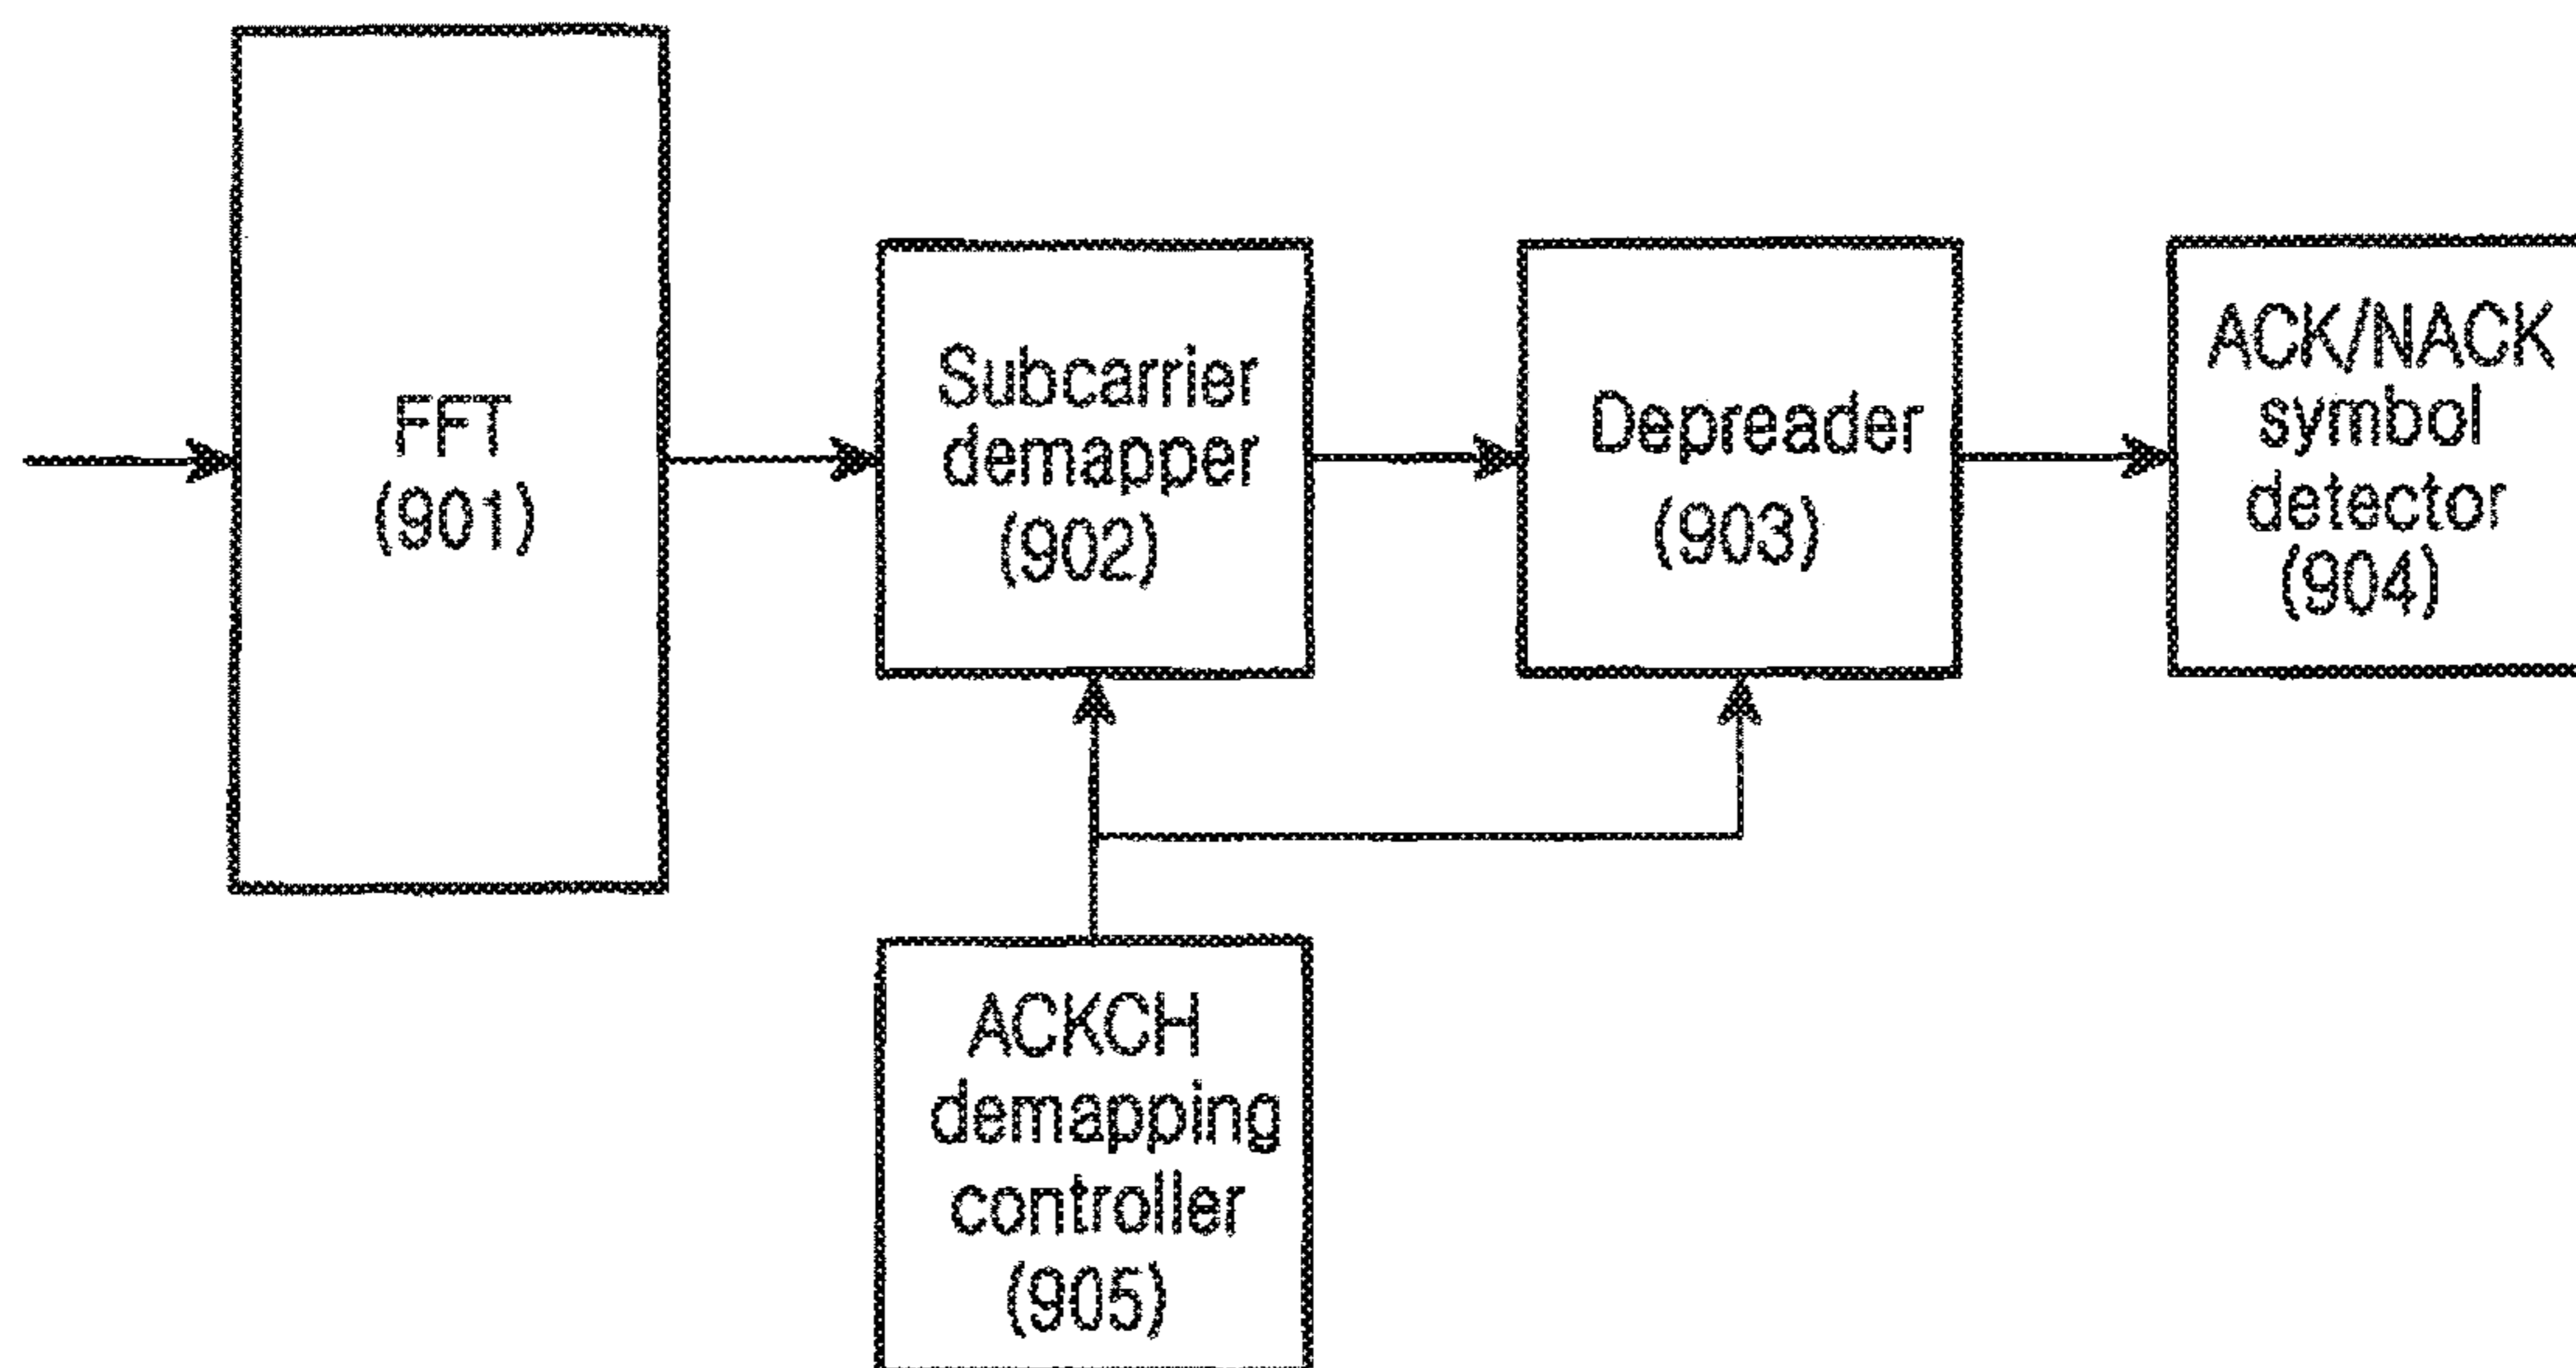 FFT
(901)
Subcarrier
demapper
(902)
Depreader
(903)
ACK/NACK
symbol
detector
(904)
ACKCH
demapping
controller
(905)